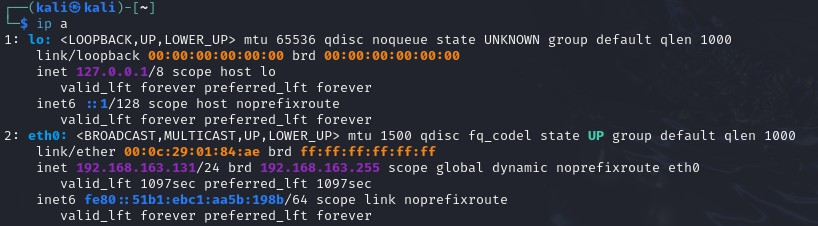 ┌──(kali㉿kali)-[~]
└─$ ip a
1: lo: <LOOPBACK,UP,LOWER_UP> mtu 65536 qdisc noqueue state UNKNOWN group default qlen 1000
    link/loopback 00:00:00:00:00:00 brd 00:00:00:00:00:00
    inet 127.0.0.1/8 scope host lo
       valid_lft forever preferred_lft forever
    inet6 ::1/128 scope host noprefixroute
       valid_lft forever preferred_lft forever
2: eth0: <BROADCAST,MULTICAST,UP,LOWER_UP> mtu 1500 qdisc fq_codel state UP group default qlen 1000
    link/ether 00:0c:29:01:84:ae brd ff:ff:ff:ff:ff:ff
    inet 192.168.163.131/24 brd 192.168.163.255 scope global dynamic noprefixroute eth0
       valid_lft 1097sec preferred_lft 1097sec
    inet6 fe80::51b1:ebc1:aa5b:198b/64 scope link noprefixroute
       valid_lft forever preferred_lft forever